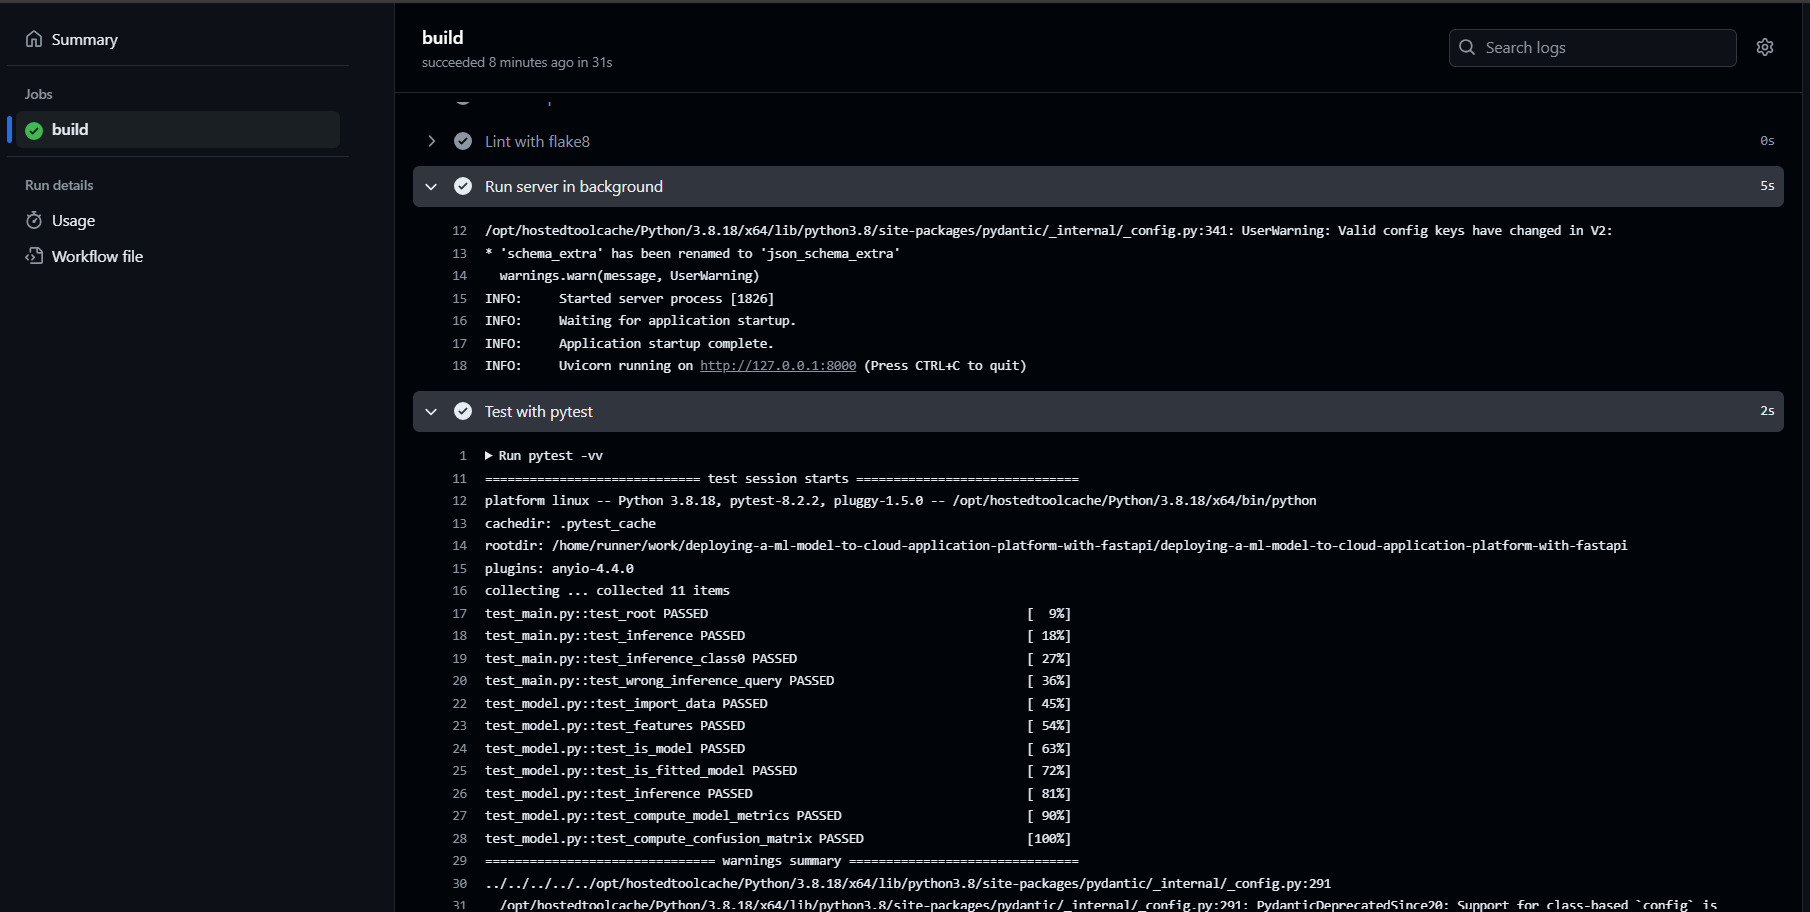 Summary
Jobs
build
Run details
Usage
Workflow file
build
succeeded 8 minutes ago in 31s
Search logs
Lint with flake8 0s
Run server in background 5s
12 /opt/hostedtoolcache/Python/3.8.18/x64/lib/python3.8/site-packages/pydantic/_internal/_config.py:341: UserWarning: Valid config keys have changed in V2:
13 * 'schema_extra' has been renamed to 'json_schema_extra'
14 warnings.warn(message, UserWarning)
15 INFO: Started server process [1826]
16 INFO: Waiting for application startup.
17 INFO: Application startup complete.
18 INFO: Uvicorn running on http://127.0.0.1:8000 (Press CTRL+C to quit)
Test with pytest 2s
1 Run pytest -vv
11 ============================= test session starts ==============================
12 platform linux -- Python 3.8.18, pytest-8.2.2, pluggy-1.5.0 -- /opt/hostedtoolcache/Python/3.8.18/x64/bin/python
13 cachedir: .pytest_cache
14 rootdir: /home/runner/work/deploying-a-ml-model-to-cloud-application-platform-with-fastapi/deploying-a-ml-model-to-cloud-application-platform-with-fastapi
15 plugins: anyio-4.4.0
16 collecting ... collected 11 items
17 test_main.py::test_root PASSED [ 9%]
18 test_main.py::test_inference PASSED [ 18%]
19 test_main.py::test_inference_class0 PASSED [ 27%]
20 test_main.py::test_wrong_inference_query PASSED [ 36%]
22 test_model.py::test_import_data PASSED [ 45%]
23 test_model.py::test_features PASSED [ 54%]
24 test_model.py::test_is_model PASSED [ 63%]
25 test_model.py::test_is_fitted_model PASSED [ 72%]
26 test_model.py::test_inference PASSED [ 81%]
27 test_model.py::test_compute_model_metrics PASSED [ 90%]
28 test_model.py::test_compute_confusion_matrix PASSED [100%]
29 =============================== warnings summary ===============================
30 ../../../../../opt/hostedtoolcache/Python/3.8.18/x64/lib/python3.8/site-packages/pydantic/_internal/_config.py:291
31 /opt/hostedtoolcache/Python/3.8.18/x64/lib/python3.8/site-packages/pydantic/_internal/_config.py:291: PydanticDeprecatedSince20: Support for class-based `config` is